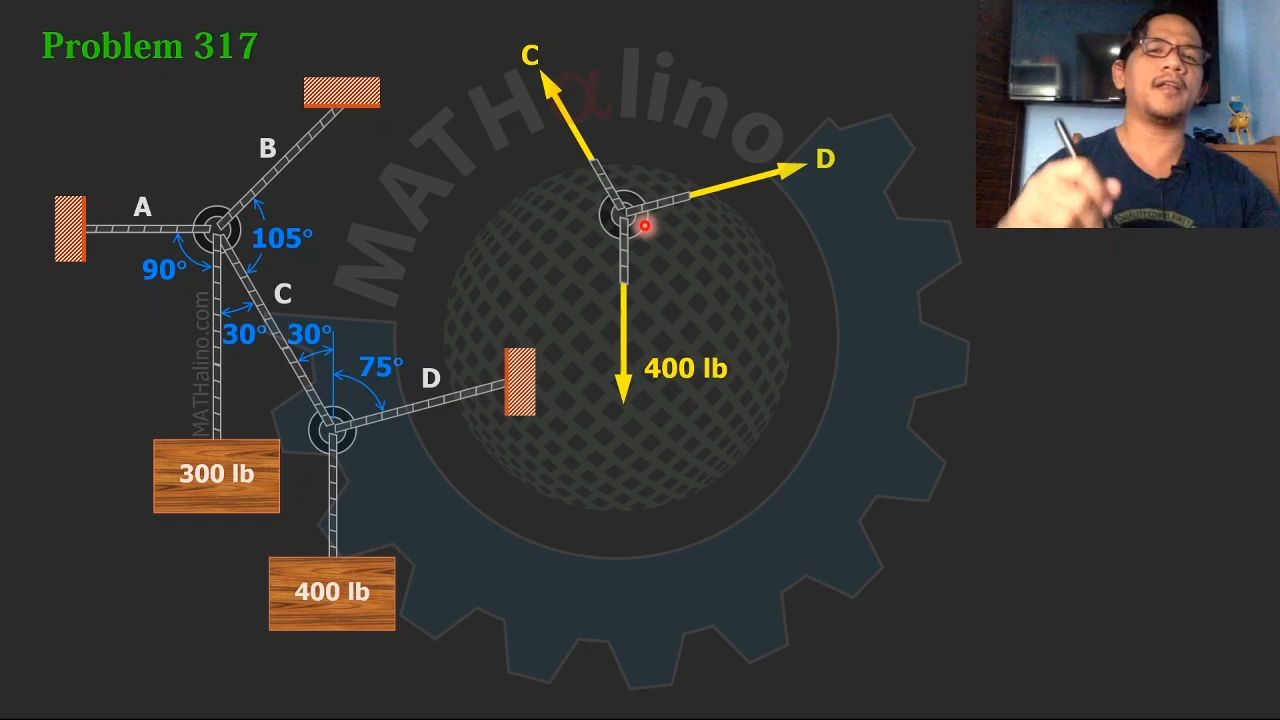 Problem 317
MATHalino
C
D
400 lb
B
A
105°
90°
C
30°
30°
75°
D
MATHalino.com
300 lb
400 lb